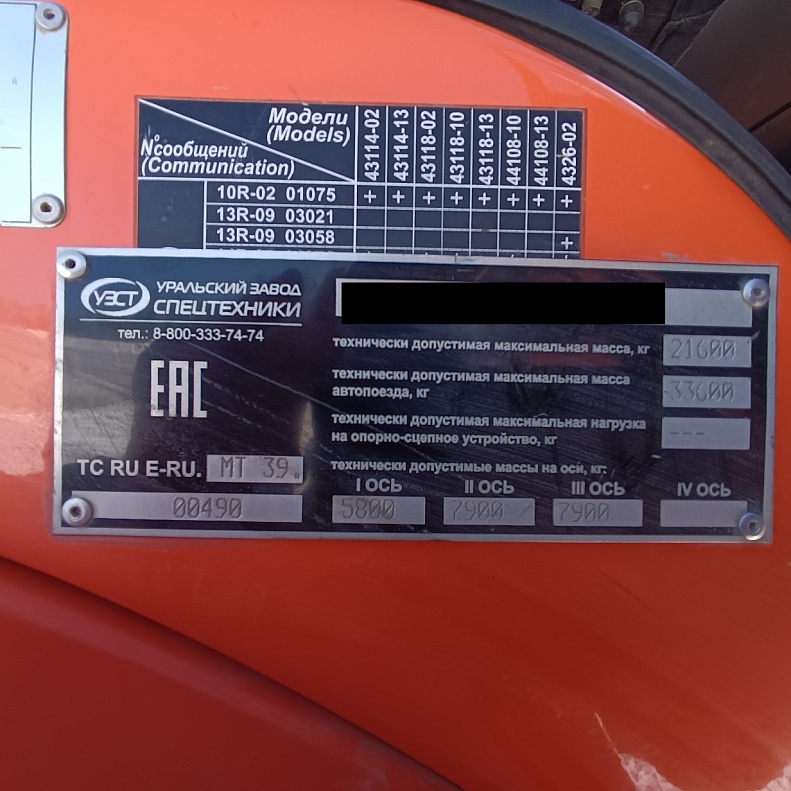 Модели
(Models)
N°сообщений
(Communication)
43114-02
43114-13
43118-02
43118-10
43118-13
44108-10
44108-13
4326-02
10R-02 01075 + + + + + + + +
13R-09 03021
13R-09 03058 +
УЗСТ
УРАЛЬСКИЙ ЗАВОД
СПЕЦТЕХНИКИ
тел.: 8-800-333-74-74
EAC
TC RU E-RU. МТ 39.
00490
технически допустимая максимальная масса, кг 21600
технически допустимая максимальная масса
автопоезда, кг 33600
технически допустимая максимальная нагрузка
на опорно-сцепное устройство, кг ---
технически допустимые массы на оси, кг:
I ОСЬ II ОСЬ III ОСЬ IV ОСЬ
5800 7900 7900